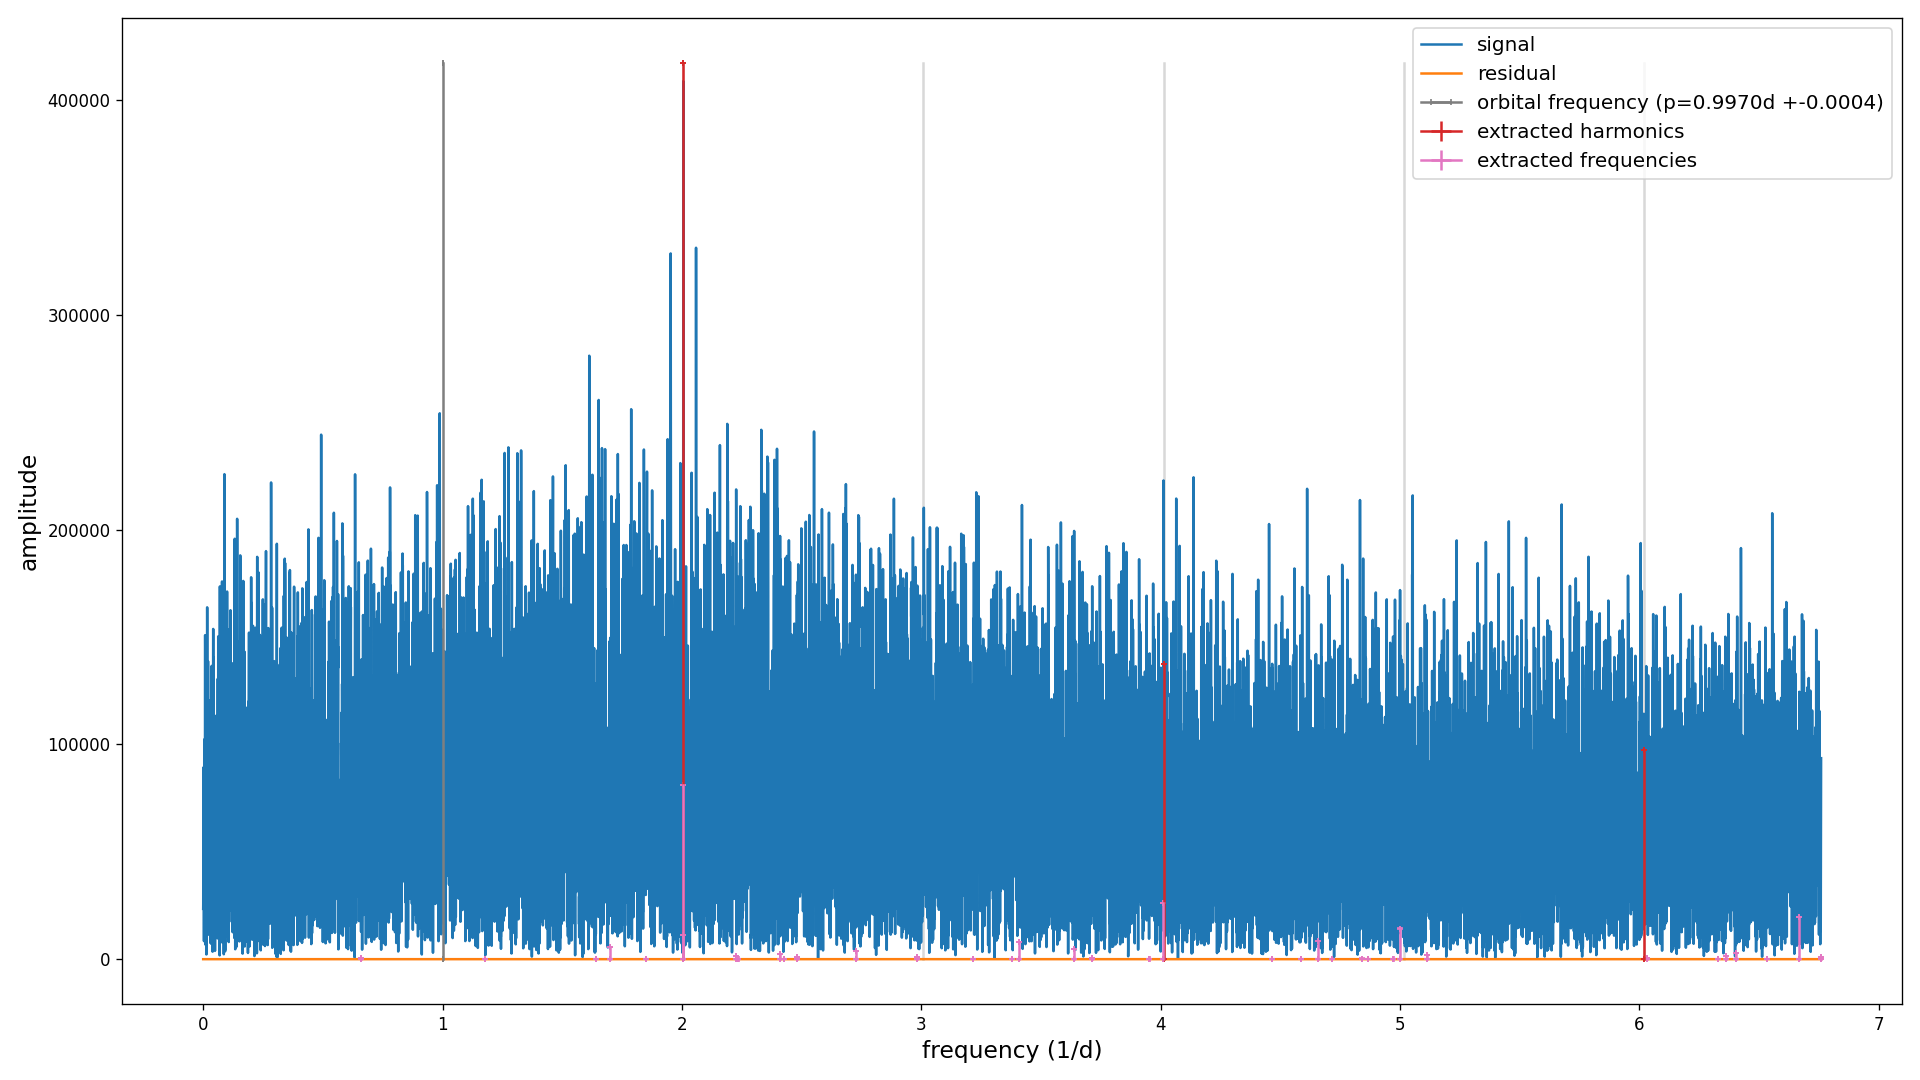 signal
residual
orbital frequency (p=0.9970d +-0.0004)
extracted harmonics
extracted frequencies
400000
300000
200000
100000
0
amplitude
0 1 2 3 4 5 6 7
frequency (1/d)